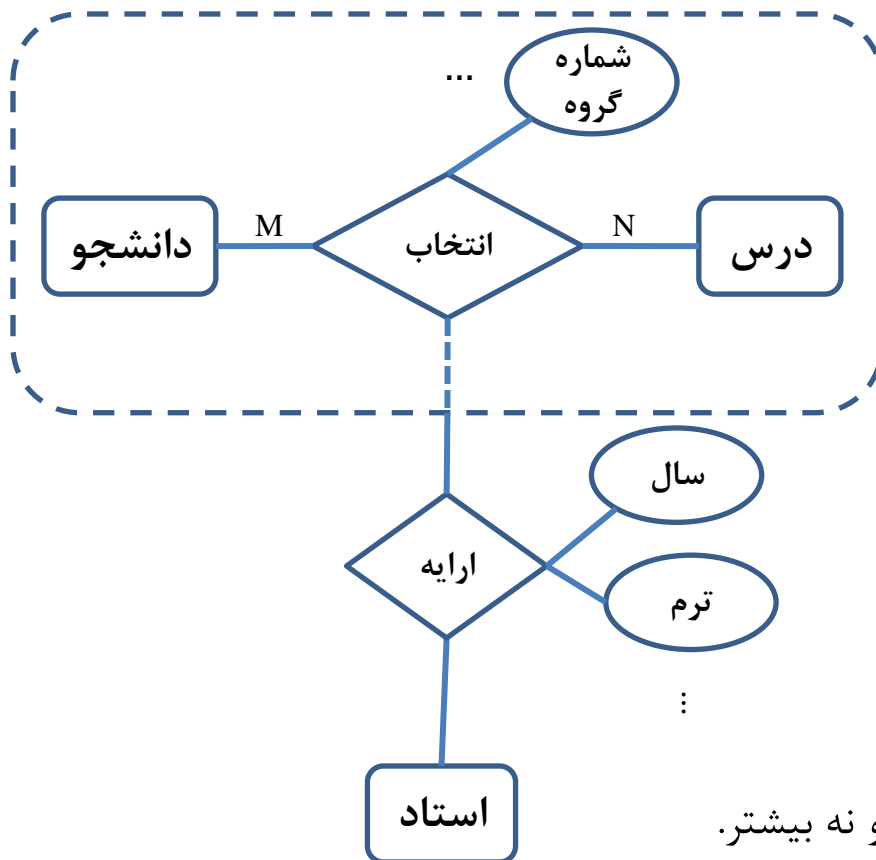 ...
شماره
گروه
دانشجو
M
انتخاب
N
درس
سال
ارایه
ترم
...
استاد
و نه بیشتر.